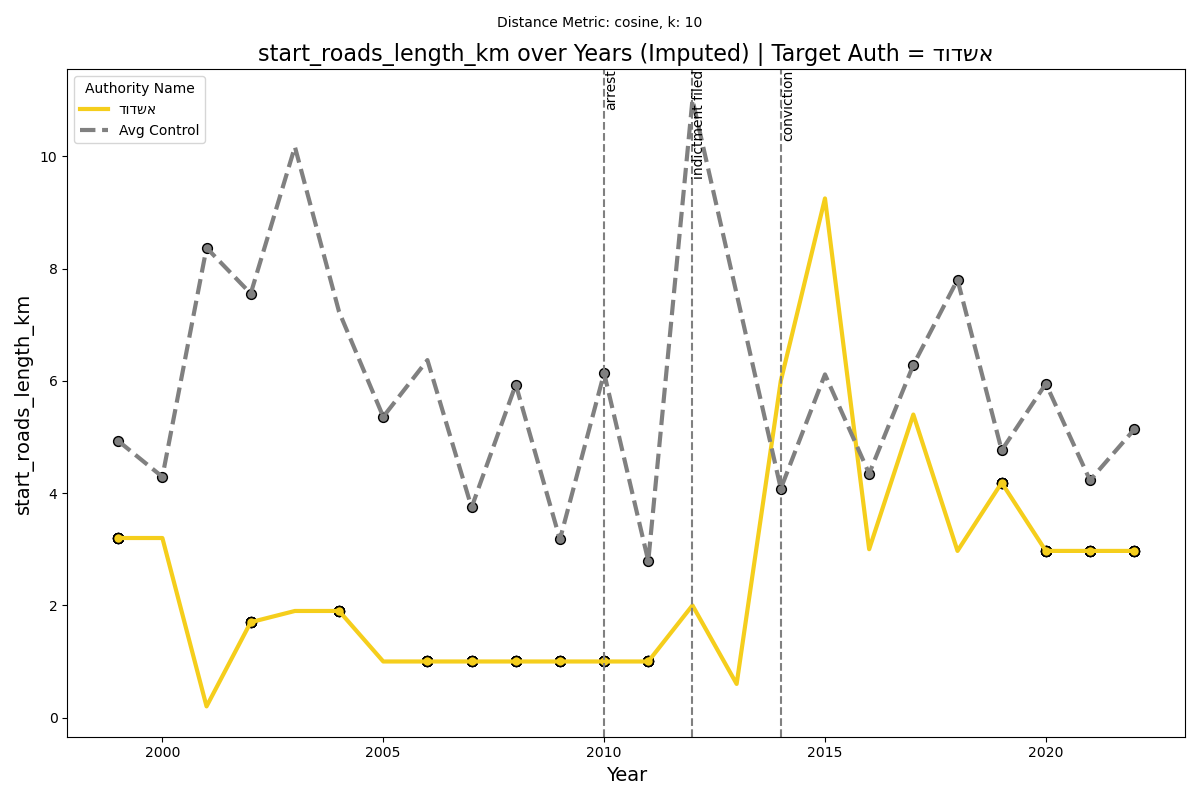 Distance Metric: cosine, k: 10
start_roads_length_km over Years (Imputed) | Target Auth = אשדוד
Authority Name
אשדוד
Avg Control
arrest
indictment filed
conviction
10
8
6
4
2
0
start_roads_length_km
2000
2005
2010
2015
2020
Year